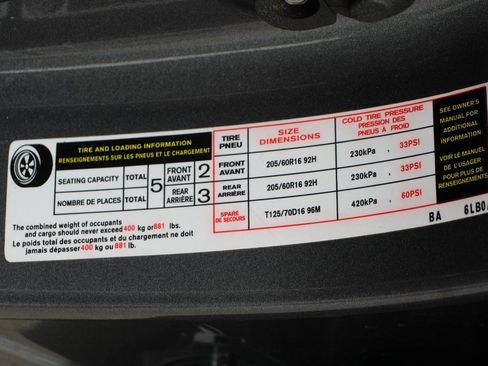 TIRE AND LOADING INFORMATION
RENSEIGNEMENTS SUR LES PNEUS ET LE CHARGEMENT
SEATING CAPACITY TOTAL 5 FRONT AVANT 2
NOMBRE DE PLACES TOTAL REAR ARRIÈRE 3
The combined weight of occupants
and cargo should never exceed 400 kg or 881 lbs.
Le poids total des occupants et du chargement ne doit
jamais dépasser 400 kg ou 881 lb.
TIRE PNEU SIZE DIMENSIONS COLD TIRE PRESSURE PRESSION DES PNEUS À FROID
FRONT AVANT 205/60R16 92H 230kPa , 33PSI
REAR ARRIÈRE 205/60R16 92H 230kPa , 33PSI
SPARE DE SECOURS T125/70D16 96M 420kPa , 60PSI
SEE OWNER'S
MANUAL FOR
ADDITIONAL
INFORMATION
VOIR LE MANUEL
DE L'USAGER
POUR PLUS DE
RENSEIGNEMENTS
BA 6LB0